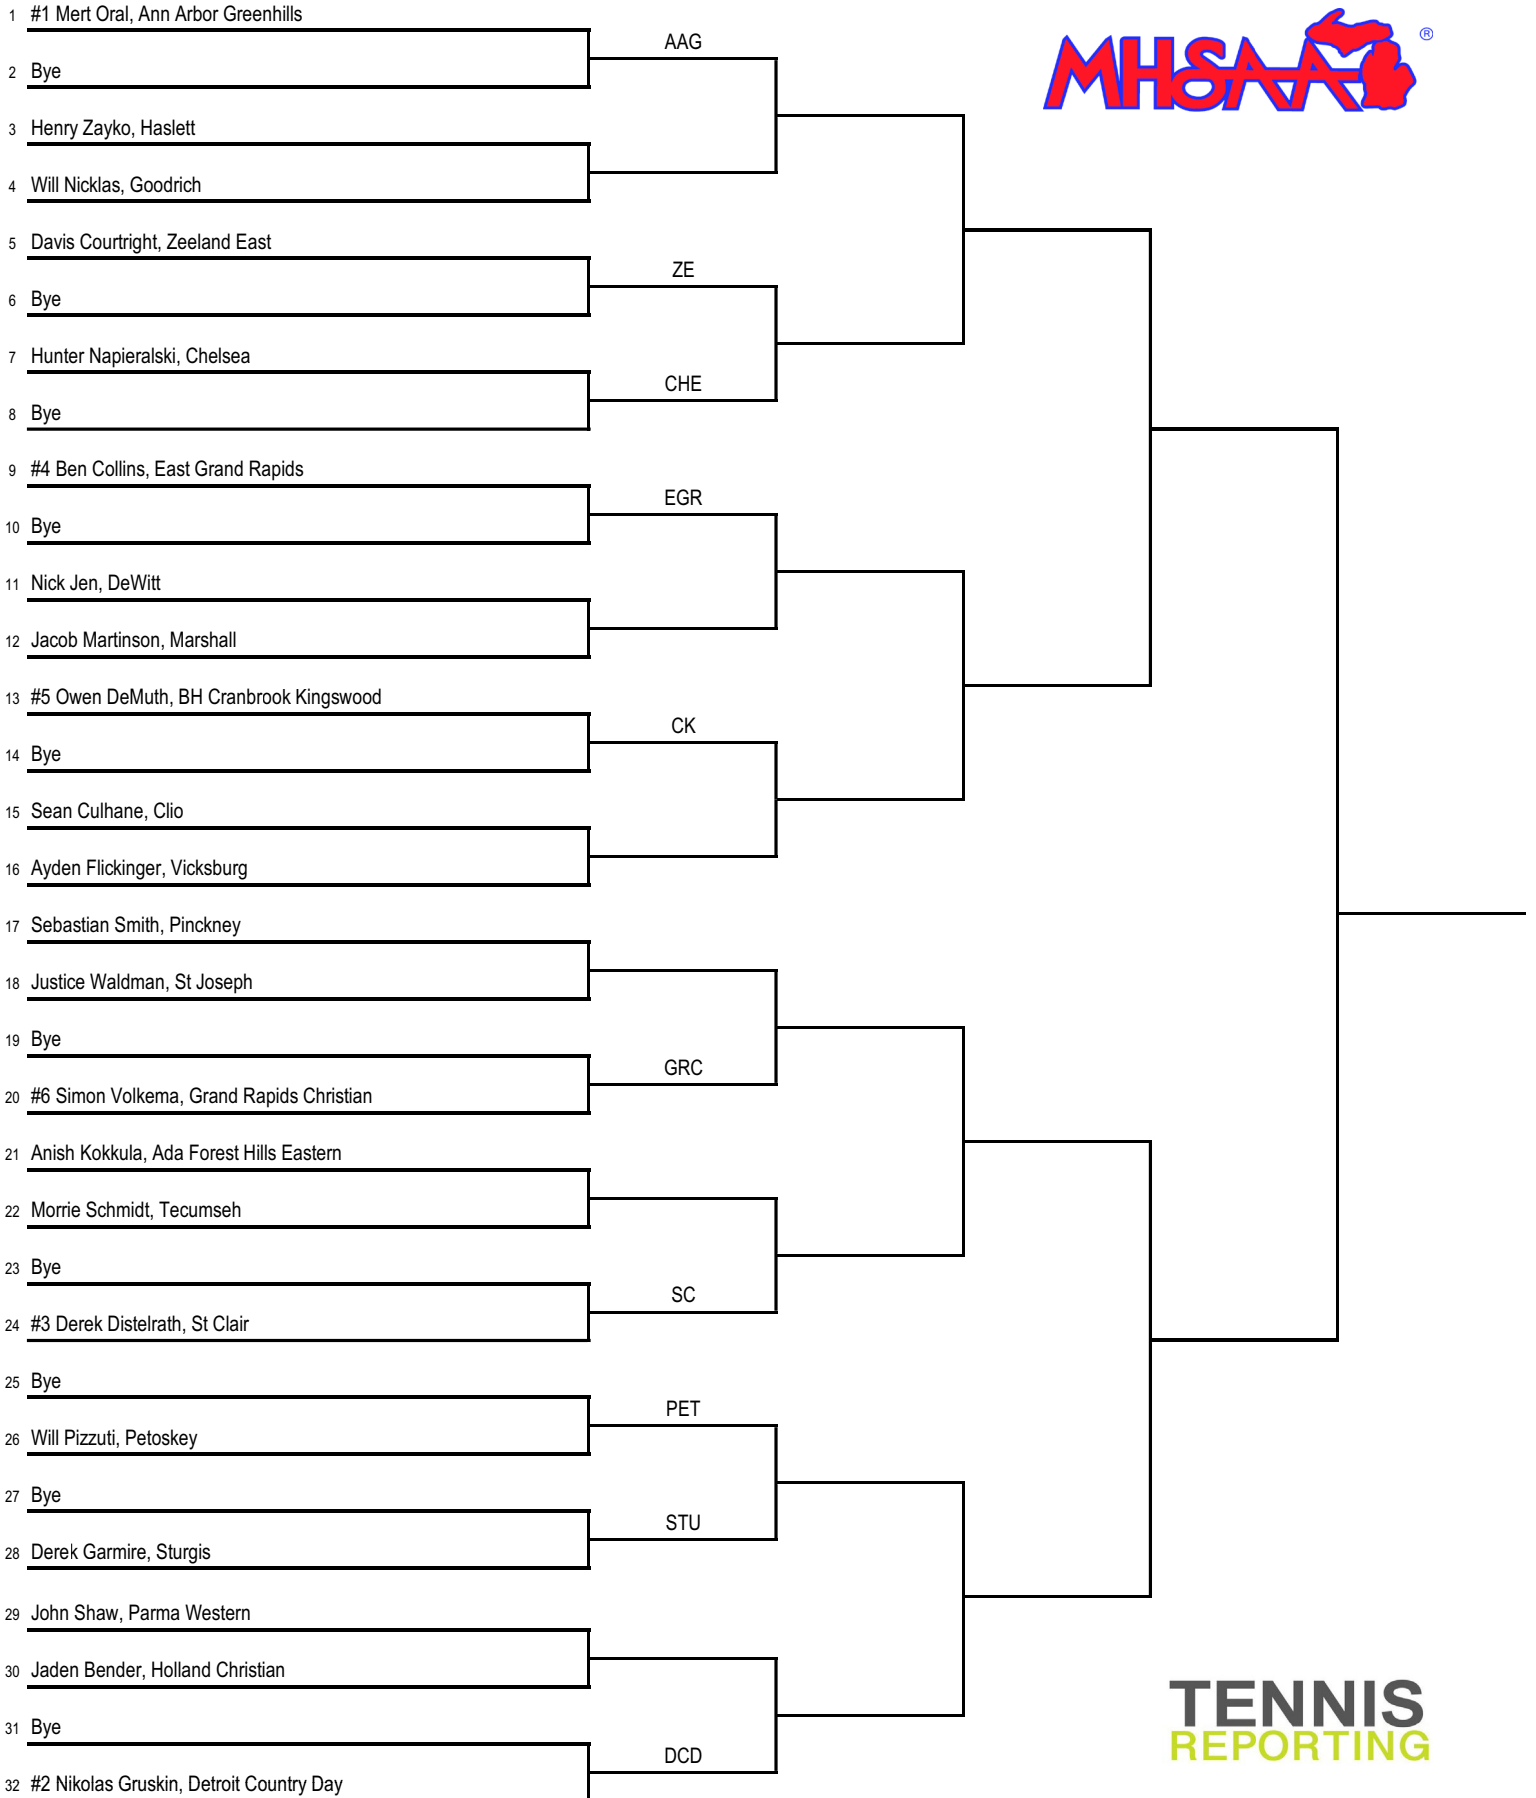 1 #1 Mert Oral, Ann Arbor Greenhills
AAG
MHSAA ®
2 Bye
3 Henry Zayko, Haslett
4 Will Nicklas, Goodrich
5 Davis Courtright, Zeeland East
ZE
6 Bye
7 Hunter Napieralski, Chelsea
CHE
8 Bye
9 #4 Ben Collins, East Grand Rapids
EGR
10 Bye
11 Nick Jen, DeWitt
12 Jacob Martinson, Marshall
13 #5 Owen DeMuth, BH Cranbrook Kingswood
CK
14 Bye
15 Sean Culhane, Clio
16 Ayden Flickinger, Vicksburg
17 Sebastian Smith, Pinckney
18 Justice Waldman, St Joseph
19 Bye
GRC
20 #6 Simon Volkema, Grand Rapids Christian
21 Anish Kokkula, Ada Forest Hills Eastern
22 Morrie Schmidt, Tecumseh
23 Bye
SC
24 #3 Derek Distelrath, St Clair
25 Bye
PET
26 Will Pizzuti, Petoskey
27 Bye
STU
28 Derek Garmire, Sturgis
29 John Shaw, Parma Western
30 Jaden Bender, Holland Christian
31 Bye
TENNIS
REPORTING
DCD
32 #2 Nikolas Gruskin, Detroit Country Day